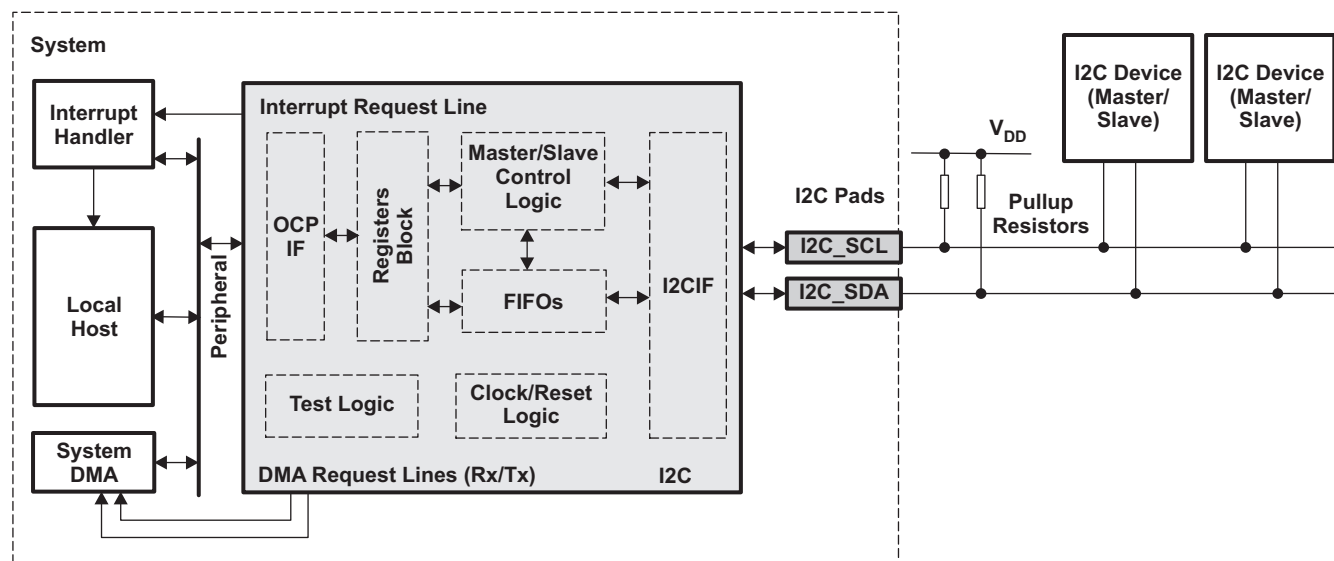 System
Interrupt
Handler
Local
Host
System
DMA
Peripheral
Interrupt Request Line
OCP
IF
Registers
Block
Master/Slave
Control
Logic
FIFOs
I2CIF
Test Logic
Clock/Reset
Logic
DMA Request Lines (Rx/Tx)
I2C
I2C Pads
I2C_SCL
I2C_SDA
VDD
Pullup
Resistors
I2C Device
(Master/
Slave)
I2C Device
(Master/
Slave)